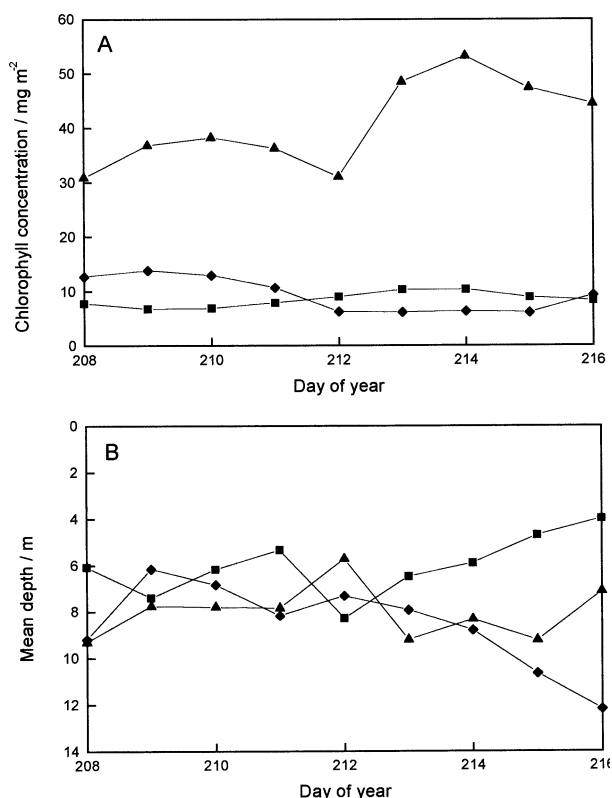 A
Chlorophyll concentration / mg m-2
60
50
40
30
20
10
0
208 210 212 214 216
Day of year
B
Mean depth / m
0
2
4
6
8
10
12
14
208 210 212 214 216
Day of year